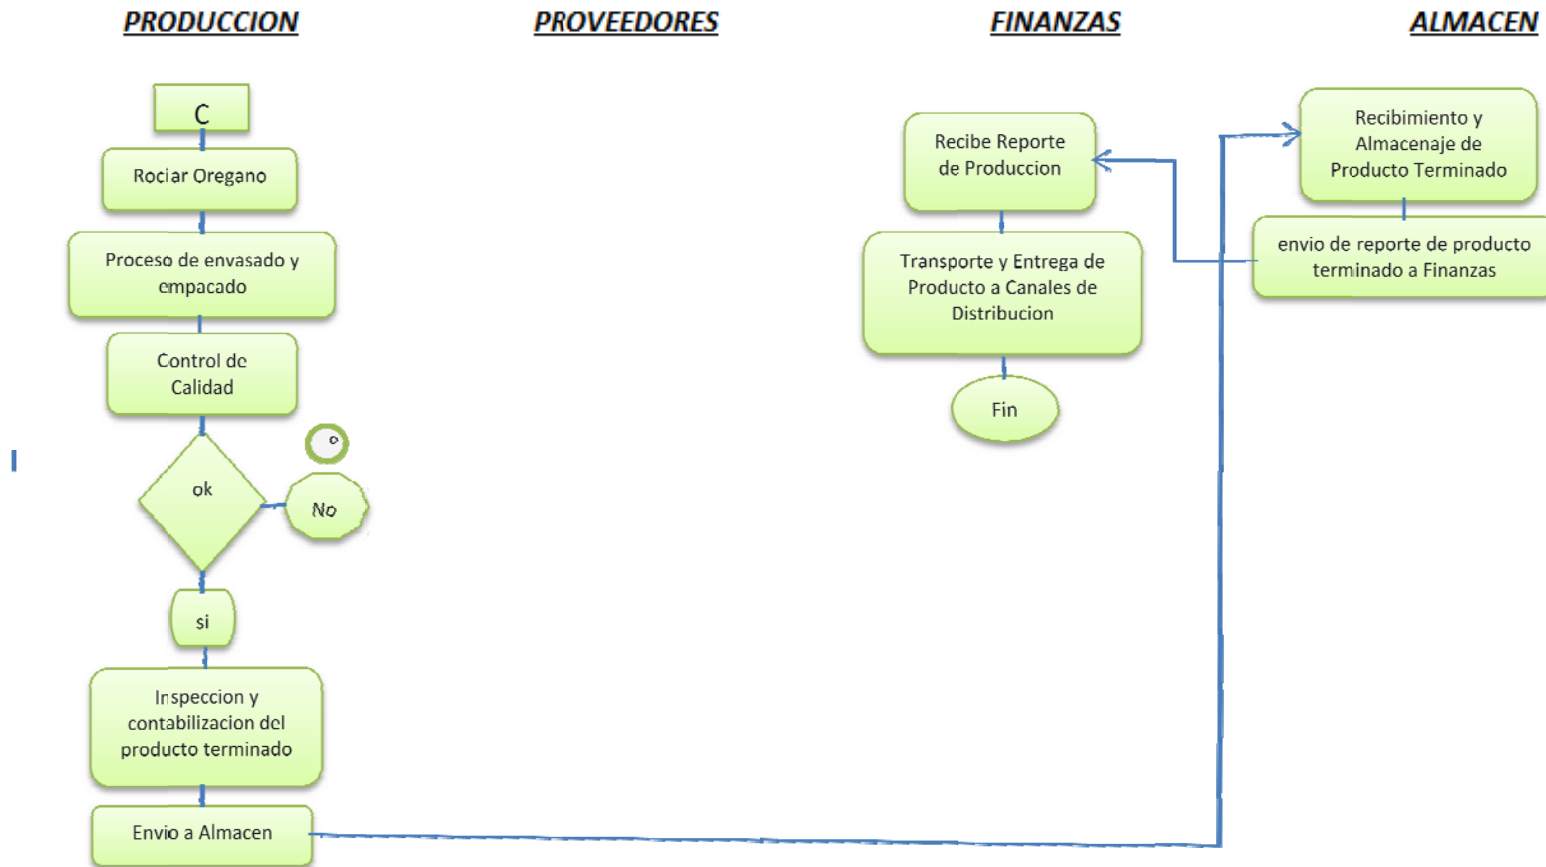 PRODUCCION
PROVEEDORES
FINANZAS
ALMACEN
C
Rociar Oregano
Proceso de envasado y
empacado
Control de
Calidad
ok
No
si
Inspeccion y
contabilizacion del
producto terminado
Envio a Almacen
Recibe Reporte
de Produccion
Transporte y Entrega de
Producto a Canales de
Distribucion
Fin
Recibimiento y
Almacenaje de
Producto Terminado
envio de reporte de producto
terminado a Finanzas